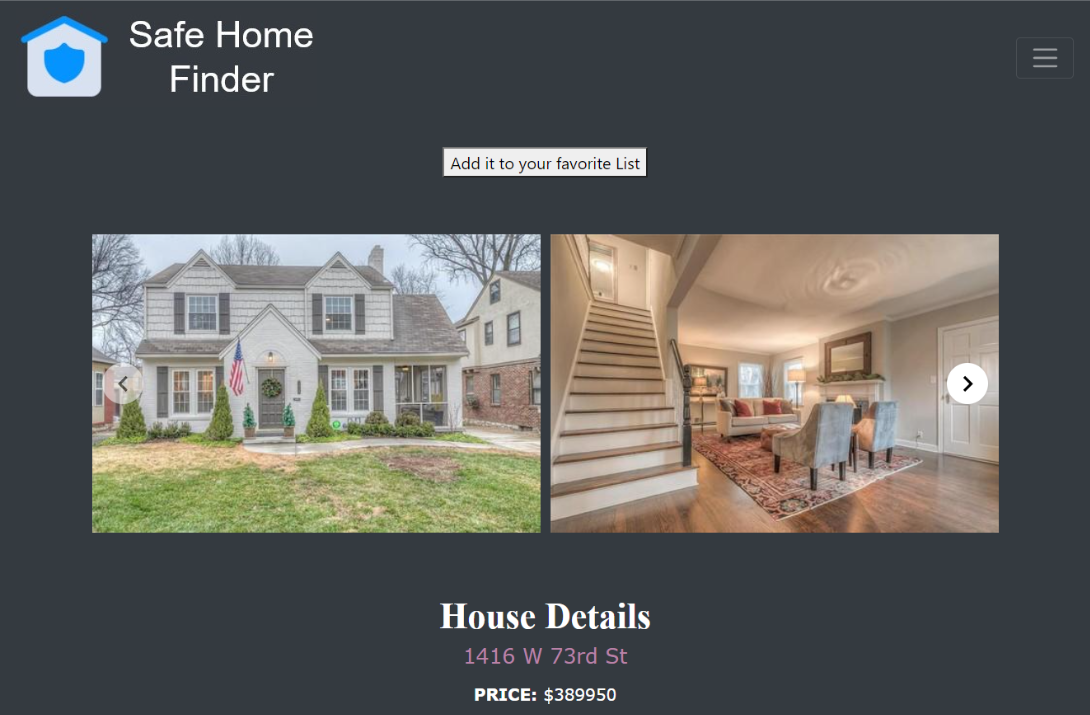 Safe Home
Finder
Add it to your favorite List
House Details
1416 W 73rd St
PRICE: $389950